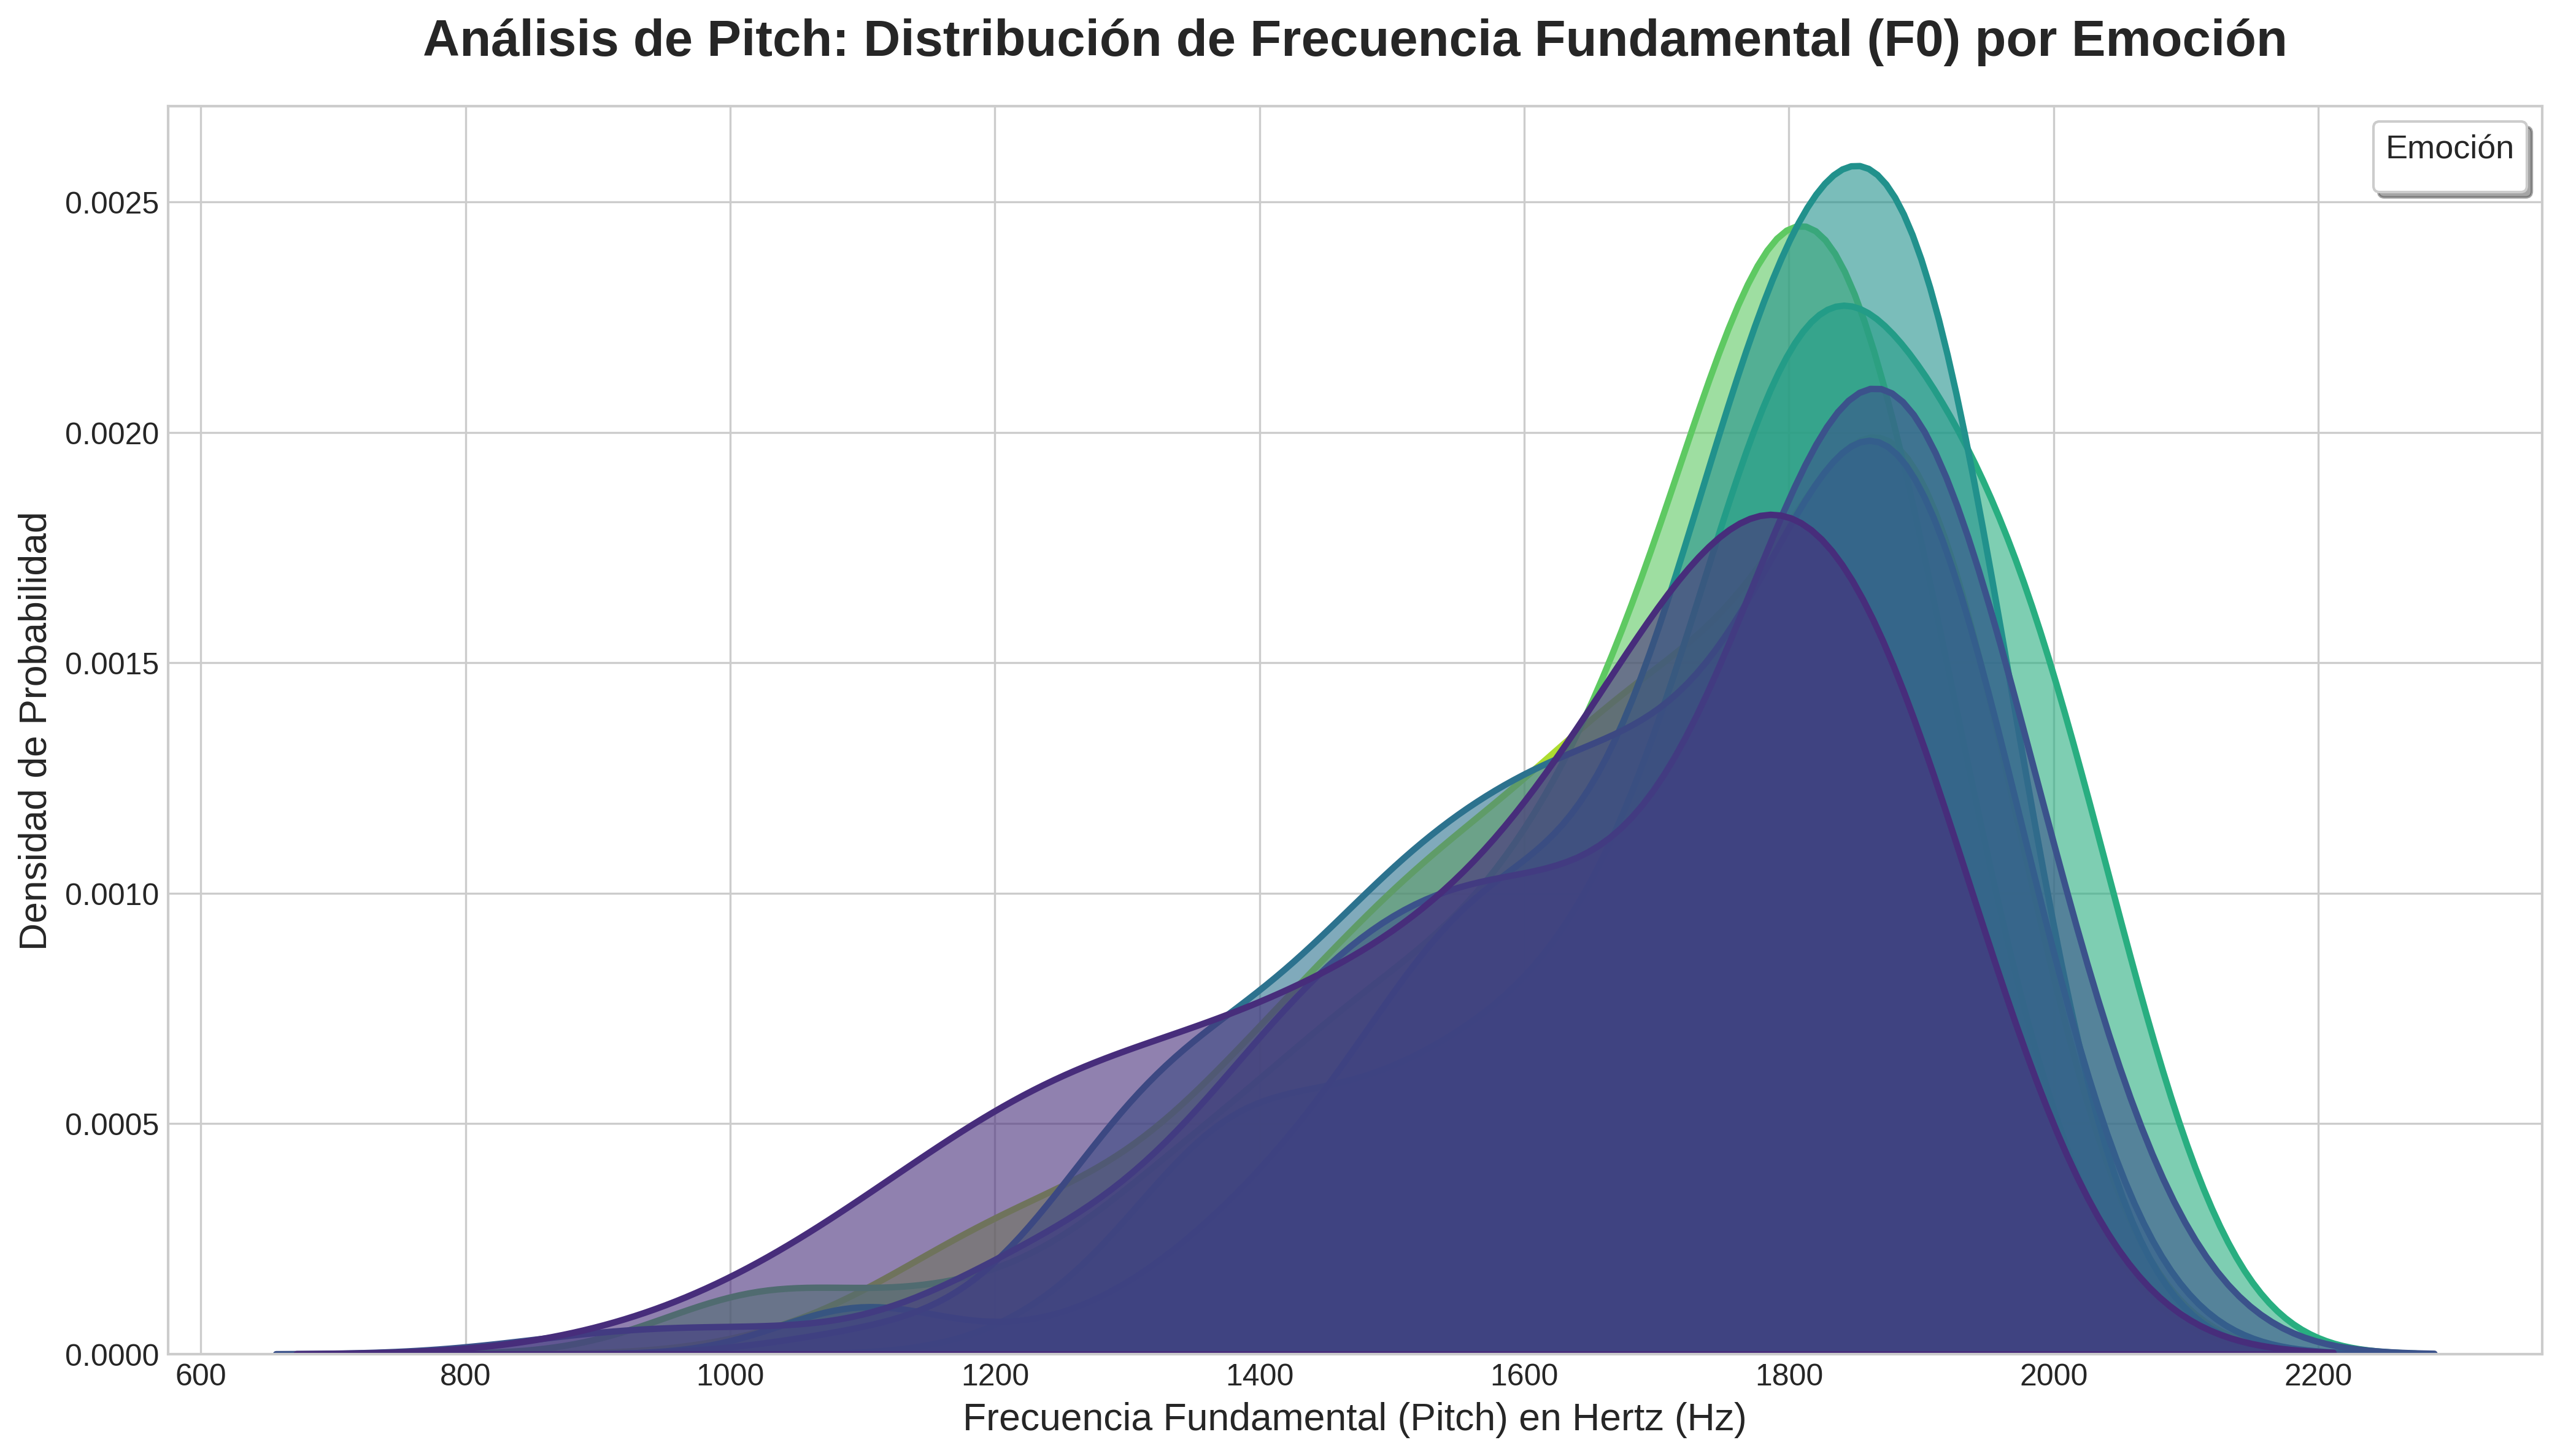 Análisis de Pitch: Distribución de Frecuencia Fundamental (F0) por Emoción
Emoción
0.0025
0.0020
0.0015
0.0010
0.0005
0.0000
Densidad de Probabilidad
600 800 1000 1200 1400 1600 1800 2000 2200
Frecuencia Fundamental (Pitch) en Hertz (Hz)